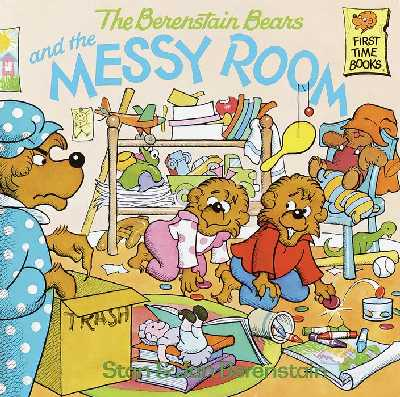 The Berenstain Bears
and the
MESSY ROOM
FIRST
TIME
BOOKS
TRASH
Stan & Jan Berenstain